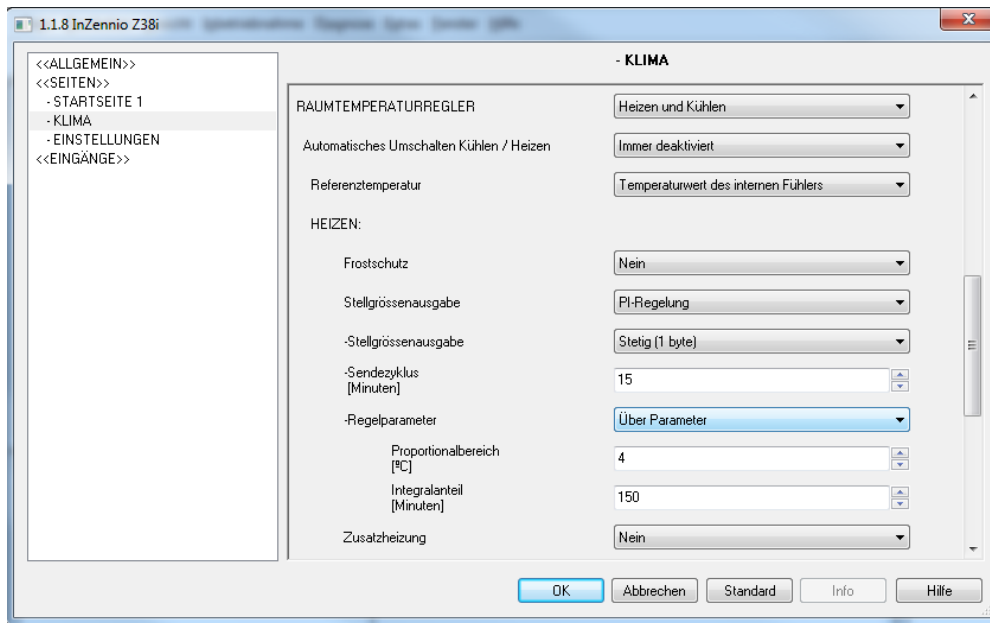 1.1.8 InZennio Z38i
<<ALLGEMEIN>>
<<SEITEN>>
- STARTSEITE 1
- KLIMA
- EINSTELLUNGEN
<<EINGÄNGE>>
- KLIMA
RAUMTEMPERATURREGLER Heizen und Kühlen
Automatisches Umschalten Kühlen / Heizen Immer deaktiviert
Referenztemperatur Temperaturwert des internen Fühlers
HEIZEN:
Frostschutz Nein
Stellgrössenausgabe PI-Regelung
-Stellgrössenausgabe Stetig (1 byte)
-Sendezyklus
[Minuten] 15
-Regelparameter Über Parameter
Proportionalbereich
[ºC] 4
Integralanteil
[Minuten] 150
Zusatzheizung Nein
OK Abbrechen Standard Info Hilfe